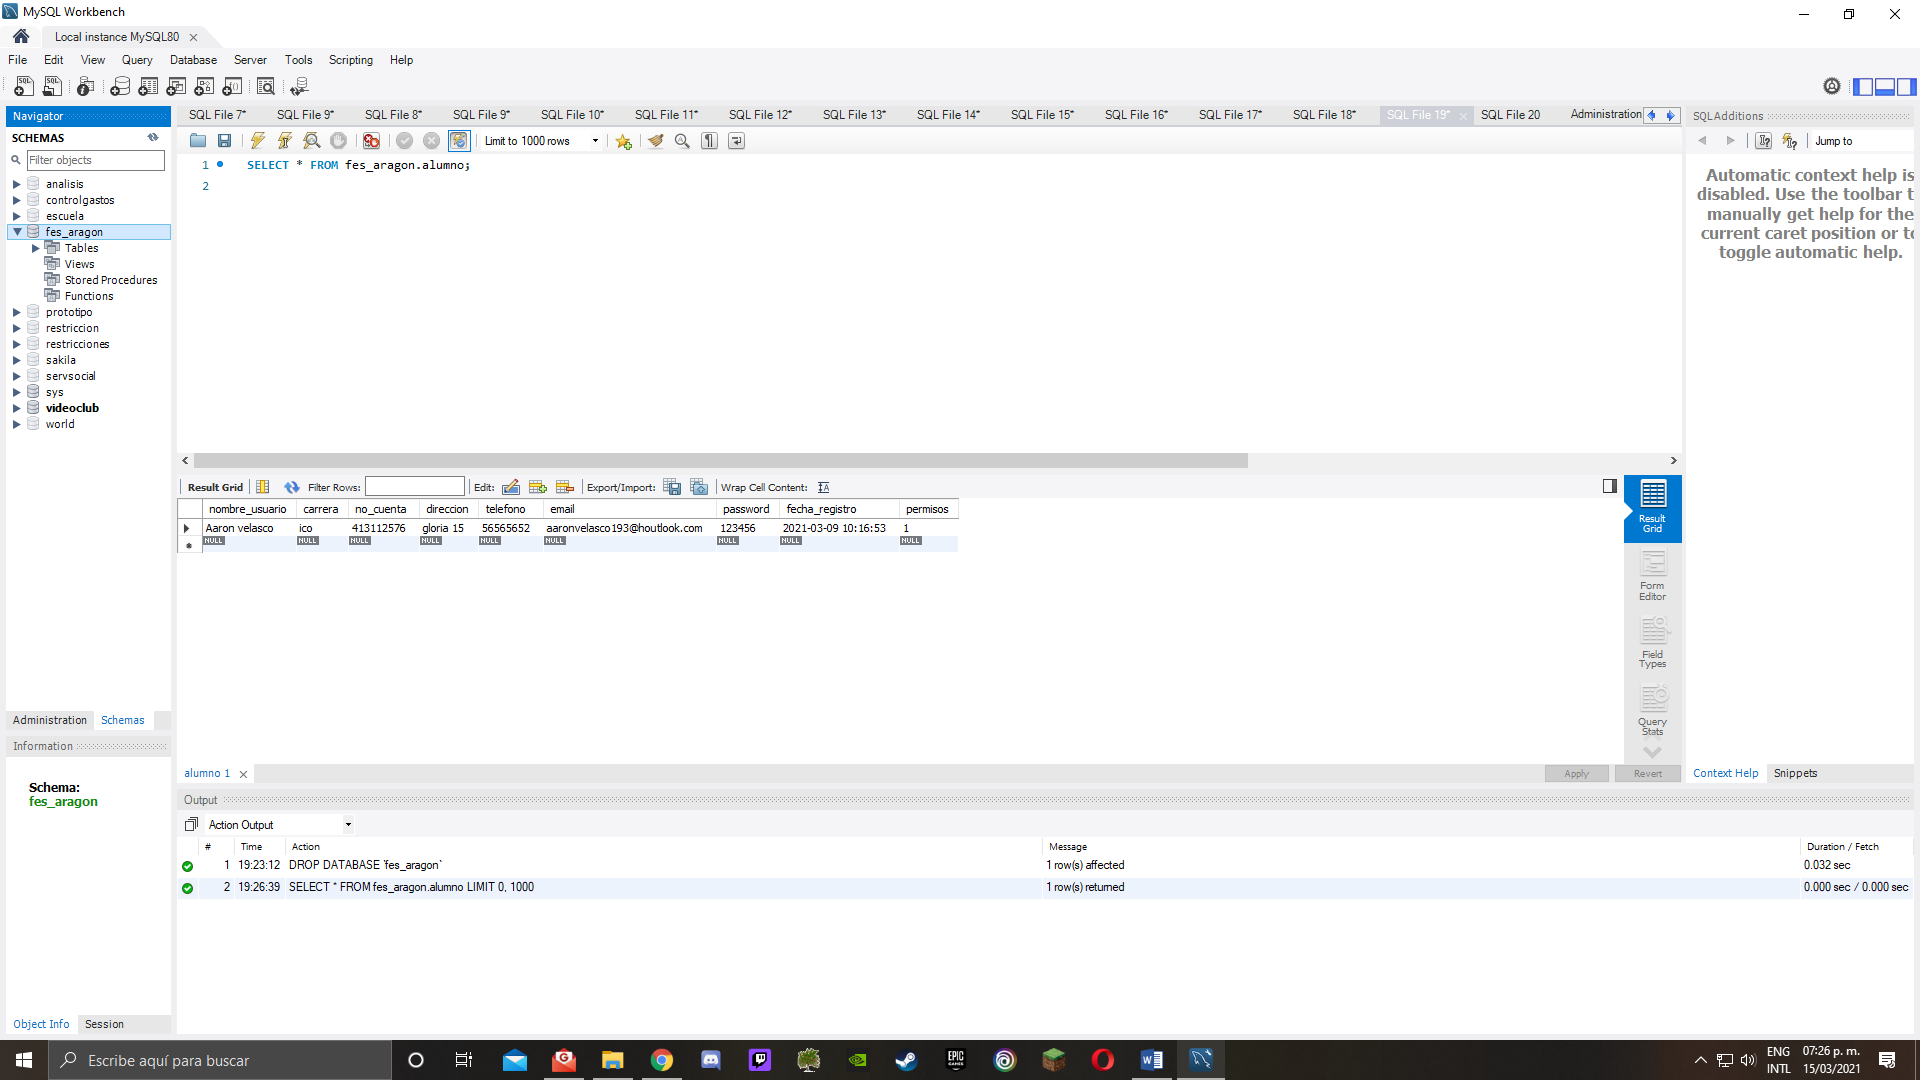 MySQL Workbench
Local instance MySQL80
File Edit View Query Database Server Tools Scripting Help
Navigator
SCHEMAS
Filter objects
analisis
controlgastos
escuela
fes_aragon
Tables
Views
Stored Procedures
Functions
prototipo
restriccion
restricciones
sakila
servsocial
sys
videoclub
world
Administration Schemas
Information
Schema:
fes_aragon
Object Info Session
SQL File 7* SQL File 9* SQL File 8* SQL File 9* SQL File 10* SQL File 11* SQL File 12* SQL File 13* SQL File 14* SQL File 15* SQL File 16* SQL File 17* SQL File 18* SQL File 19* SQL File 20 Administration
Limit to 1000 rows
1 SELECT * FROM fes_aragon.alumno;
2
Result Grid Filter Rows: Edit: Export/Import: Wrap Cell Content:
nombre_usuario carrera no_cuenta direccion telefono email password fecha_registro permisos
Aaron velasco ico 413112576 gloria 15 56565652 aaronvelasco193@houtlook.com 123456 2021-03-09 10:16:53 1
NULL NULL NULL NULL NULL NULL NULL NULL NULL
Result
Grid
Form
Editor
Field
Types
Query
Stats
alumno 1
Apply Revert
SQLAdditions
Jump to
Automatic context help is
disabled. Use the toolbar t
manually get help for the
current caret position or to
toggle automatic help.
Context Help Snippets
Output
Action Output
# Time Action Message Duration / Fetch
1 19:23:12 DROP DATABASE `fes_aragon` 1 row(s) affected 0.032 sec
2 19:26:39 SELECT * FROM fes_aragon.alumno LIMIT 0, 1000 1 row(s) returned 0.000 sec / 0.000 sec
Escribe aquí para buscar
EPIC
GAMES
ENG
INTL
07:26 p. m.
15/03/2021